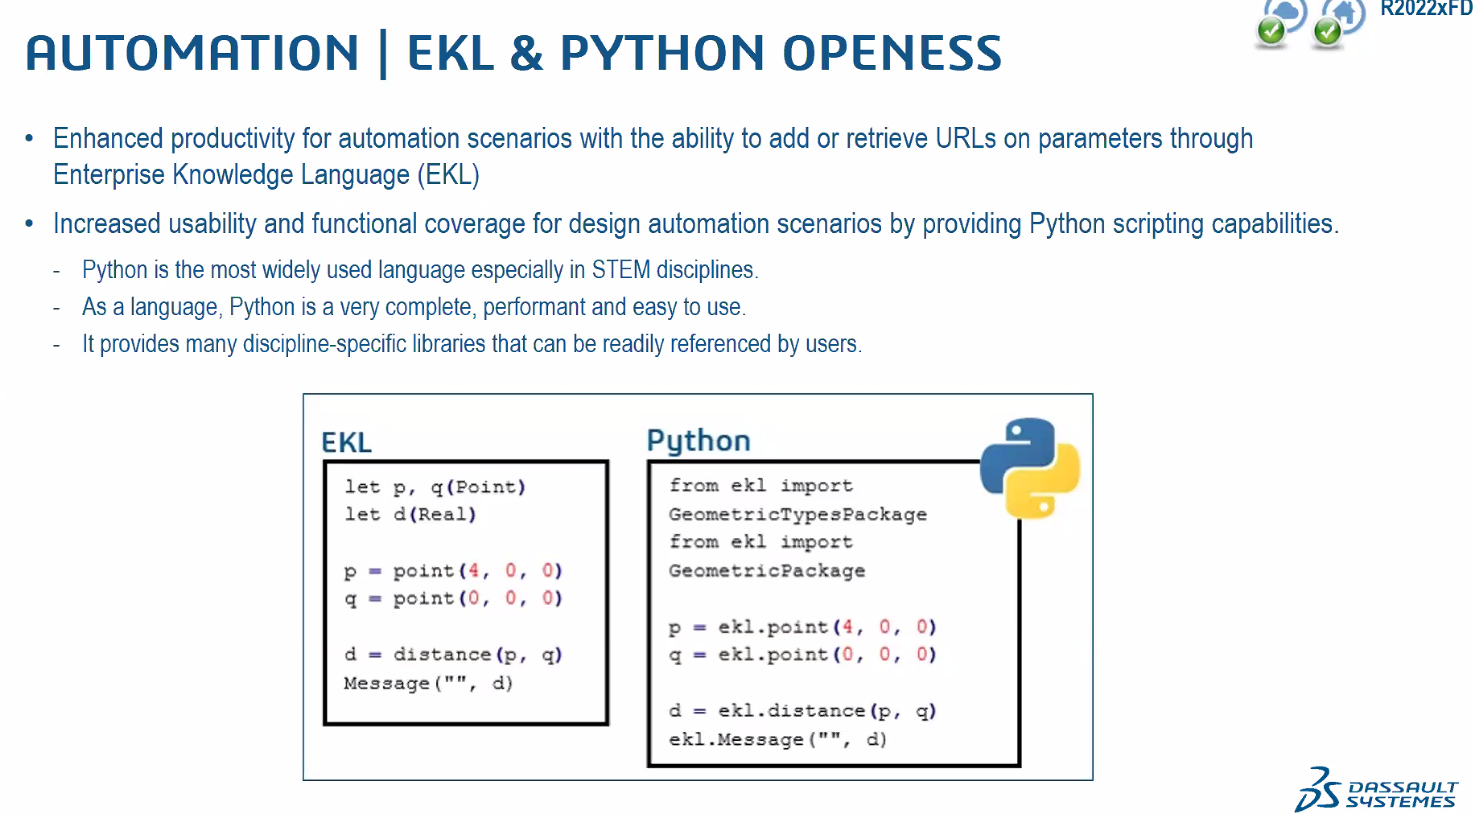 R2022xFD
AUTOMATION | EKL & PYTHON OPENESS
• Enhanced productivity for automation scenarios with the ability to add or retrieve URLs on parameters through
Enterprise Knowledge Language (EKL)
• Increased usability and functional coverage for design automation scenarios by providing Python scripting capabilities.
- Python is the most widely used language especially in STEM disciplines.
- As a language, Python is a very complete, performant and easy to use.
- It provides many discipline-specific libraries that can be readily referenced by users.
EKL
let p, q(Point)
let d(Real)
p = point(4, 0, 0)
q = point(0, 0, 0)
d = distance(p, q)
Message("", d)
Python
from ekl import
GeometricTypesPackage
from ekl import
GeometricPackage
p = ekl.point(4, 0, 0)
q = ekl.point(0, 0, 0)
d = ekl.distance(p, q)
ekl.Message("", d)
3DS DASSAULT
SYSTEMES